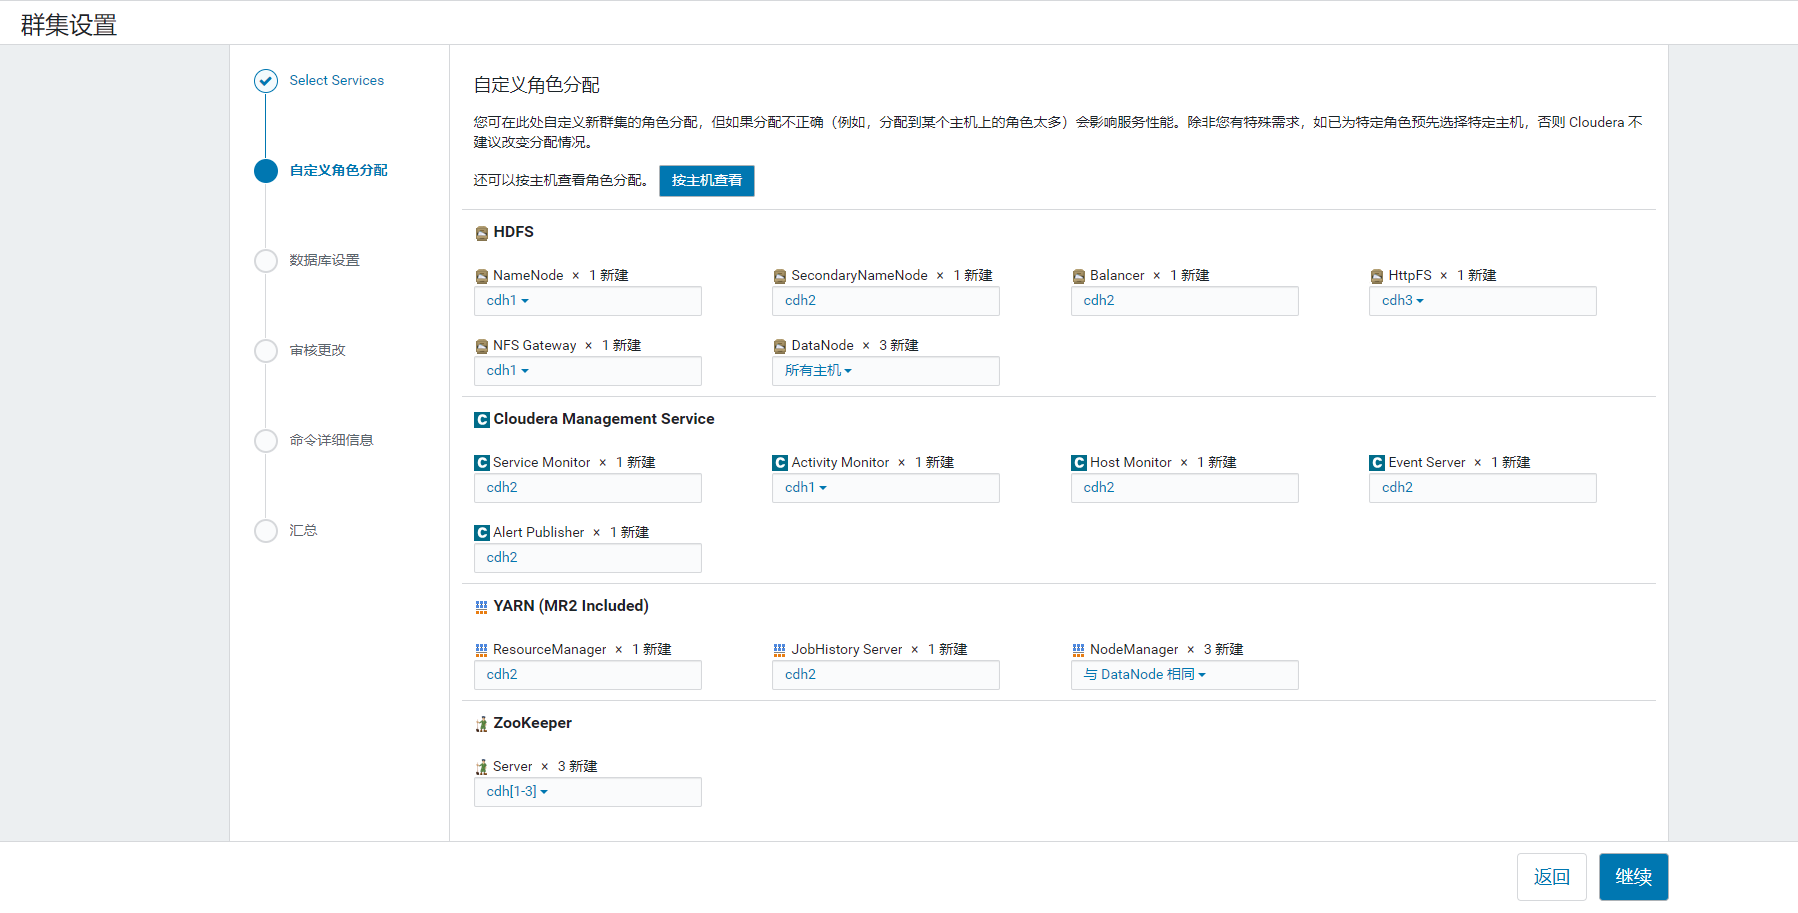 群集设置
Select Services
自定义角色分配
数据库设置
审核更改
命令详细信息
汇总
自定义角色分配
您可在此处自定义新群集的角色分配，但如果分配不正确（例如，分配到某个主机上的角色太多）会影响服务性能。除非您有特殊需求，如已为特定角色预先选择特定主机，否则 Cloudera 不
建议改变分配情况。
还可以按主机查看角色分配。 按主机查看
HDFS
NameNode × 1 新建 SecondaryNameNode × 1 新建 Balancer × 1 新建 HttpFS × 1 新建
cdh1 cdh2 cdh2 cdh3
NFS Gateway × 1 新建 DataNode × 3 新建
cdh1 所有主机
Cloudera Management Service
Service Monitor × 1 新建 Activity Monitor × 1 新建 Host Monitor × 1 新建 Event Server × 1 新建
cdh2 cdh1 cdh2 cdh2
Alert Publisher × 1 新建
cdh2
YARN (MR2 Included)
ResourceManager × 1 新建 JobHistory Server × 1 新建 NodeManager × 3 新建
cdh2 cdh2 与 DataNode 相同
ZooKeeper
Server × 3 新建
cdh[1-3]
返回 继续